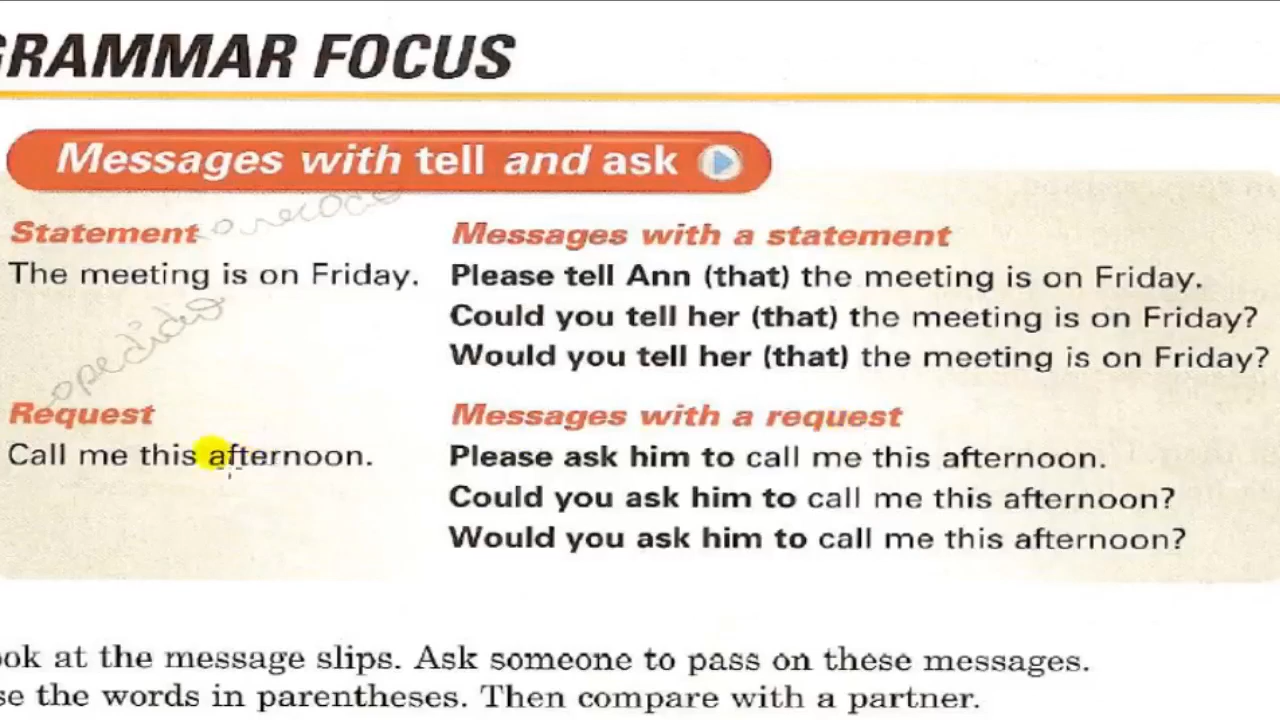 GRAMMAR FOCUS
Messages with tell and ask
Statement
o recado
Messages with a statement
The meeting is on Friday.
Please tell Ann (that) the meeting is on Friday.
Could you tell her (that) the meeting is on Friday?
Would you tell her (that) the meeting is on Friday?
o pedido
Request
Messages with a request
Call me this afternoon.
Please ask him to call me this afternoon.
Could you ask him to call me this afternoon?
Would you ask him to call me this afternoon?
ook at the message slips. Ask someone to pass on these messages.
se the words in parentheses. Then compare with a partner.